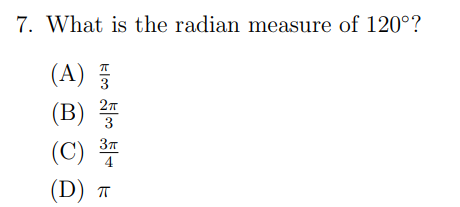 7. What is the radian measure of 120°?
(A) π/3
(B) 2π/3
(C) 3π/4
(D) π